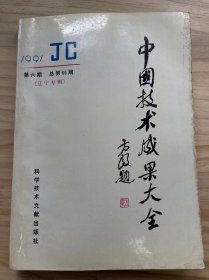 1991 JC
第六期 总第85期
(辽宁专辑)
中国技术成果大全
方毅题
科学技术文献出版社